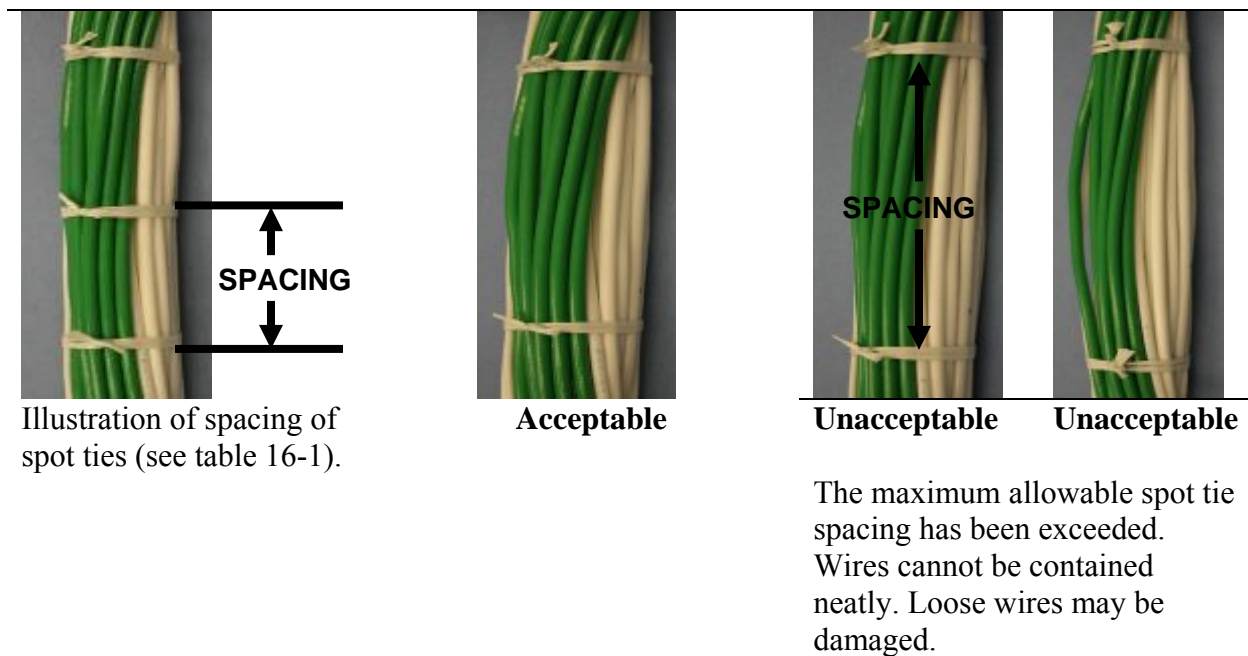 SPACING
Illustration of spacing of
spot ties (see table 16-1).
Acceptable
SPACING
Unacceptable
Unacceptable
The maximum allowable spot tie
spacing has been exceeded.
Wires cannot be contained
neatly. Loose wires may be
damaged.